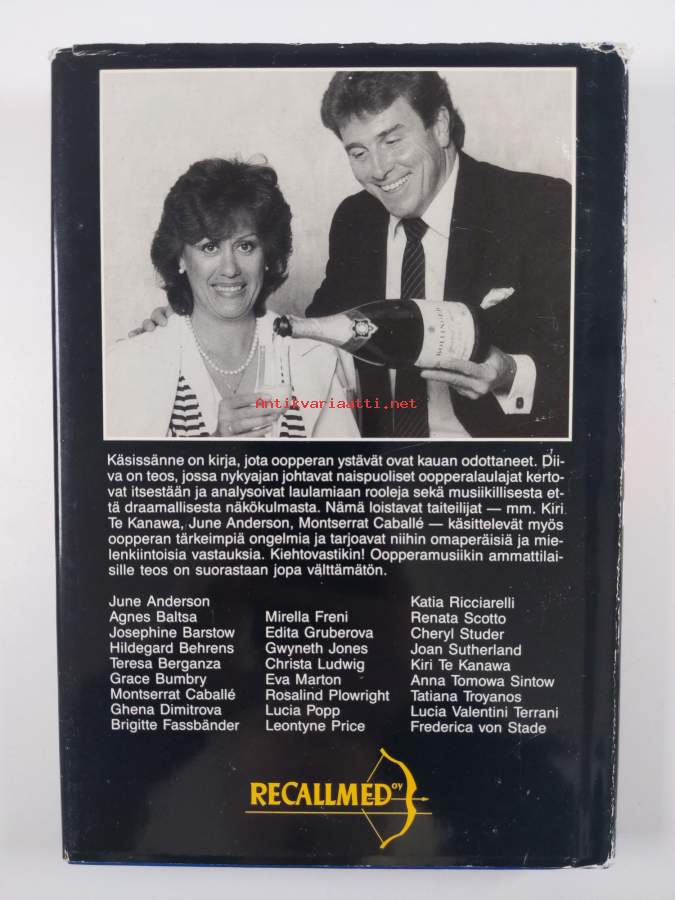 BOLLINGER
Antikvariaatti.net
Käsissänne on kirja, jota oopperan ystävät ovat kauan odottaneet. Dii-
va on teos, jossa nykyajan johtavat naispuoliset oopperalaulajat kerto-
vat itsestään ja analysoivat laulamiaan rooleja sekä musiikillisesta et-
tä draamallisesta näkökulmasta. Nämä loistavat taiteilijat — mm. Kiri
Te Kanawa, June Anderson, Montserrat Caballé — käsittelevät myös
oopperan tärkeimpiä ongelmia ja tarjoavat niihin omaperäisiä ja mie-
lenkiintoisia vastauksia. Kiehtovastikin! Oopperamusiikin ammattilai-
sille teos on suorastaan jopa välttämätön.
June Anderson
Agnes Baltsa
Josephine Barstow
Hildegard Behrens
Teresa Berganza
Grace Bumbry
Montserrat Caballé
Ghena Dimitrova
Brigitte Fassbänder
Mirella Freni
Edita Gruberova
Gwyneth Jones
Christa Ludwig
Eva Marton
Rosalind Plowright
Lucia Popp
Leontyne Price
Katia Ricciarelli
Renata Scotto
Cheryl Studer
Joan Sutherland
Kiri Te Kanawa
Anna Tomowa Sintow
Tatiana Troyanos
Lucia Valentini Terrani
Frederica von Stade
RECALLMED OY